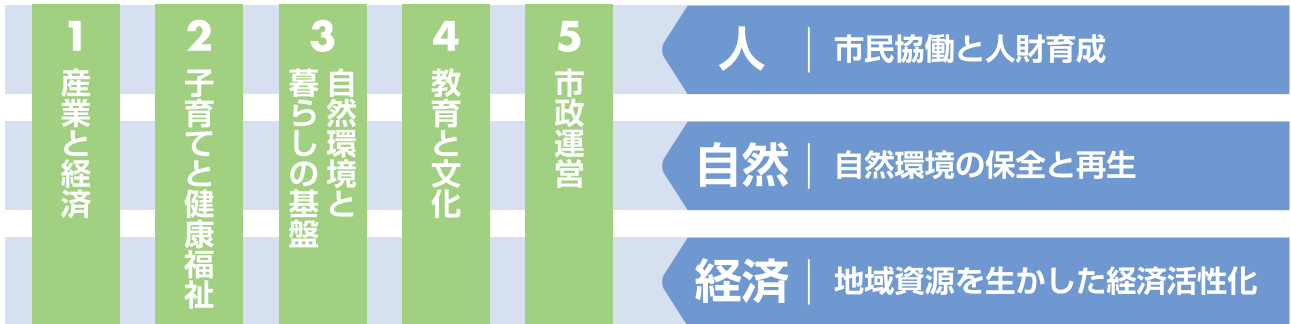 1
産業と経済
2
子育てと健康福祉
3
自然環境と
暮らしの基盤
4
教育と文化
5
市政運営
人
市民協働と人財育成
自然
自然環境の保全と再生
経済
地域資源を生かした経済活性化